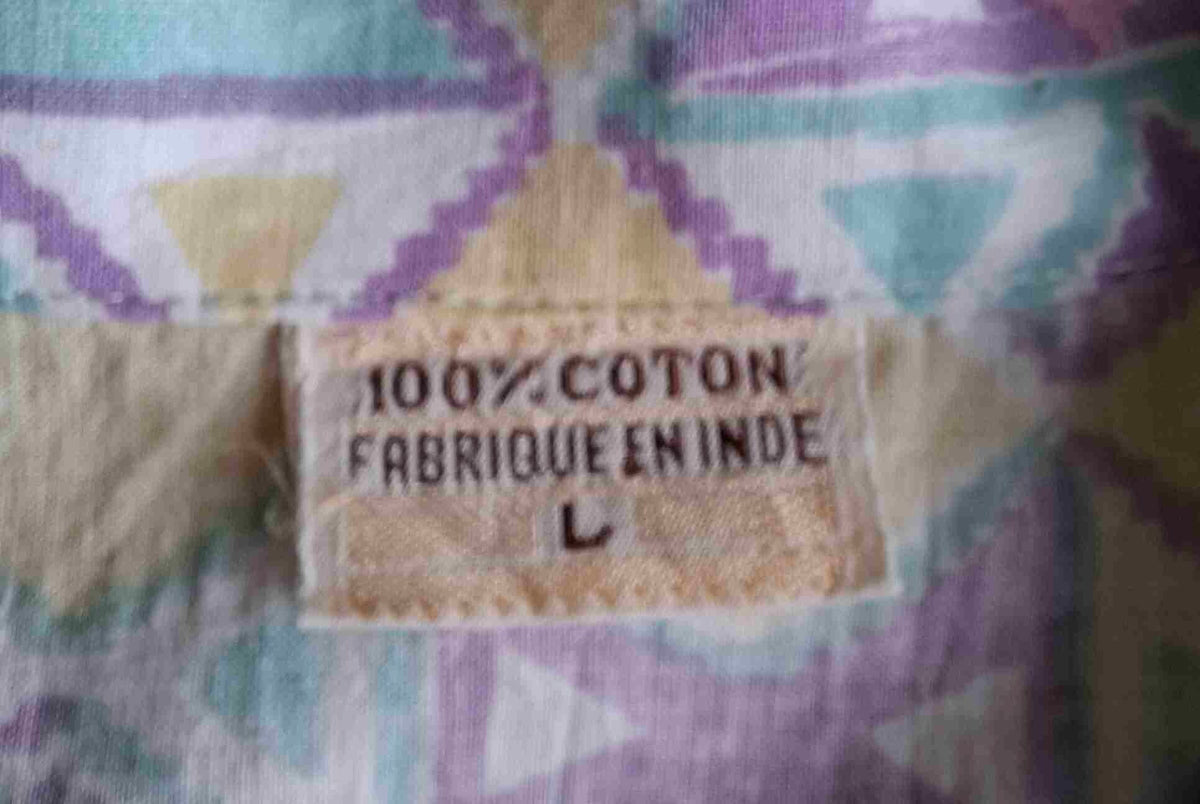 100% COTON
FABRIQUE EN INDE
L